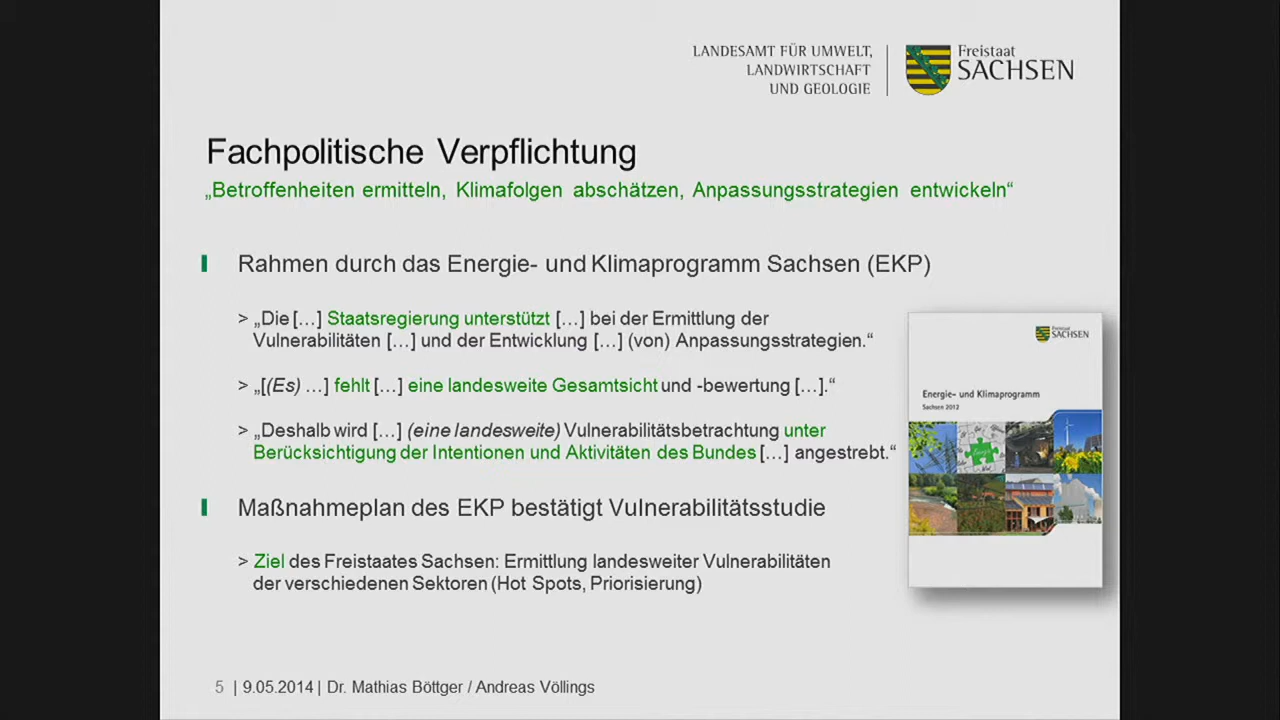 LANDESAMT FÜR UMWELT,
LANDWIRTSCHAFT
UND GEOLOGIE
Freistaat
SACHSEN
Fachpolitische Verpflichtung
„Betroffenheiten ermitteln, Klimafolgen abschätzen, Anpassungsstrategien entwickeln“
Rahmen durch das Energie- und Klimaprogramm Sachsen (EKP)
> „Die […] Staatsregierung unterstützt […] bei der Ermittlung der
Vulnerabilitäten […] und der Entwicklung […] (von) Anpassungsstrategien.“
> „[(Es) …] fehlt […] eine landesweite Gesamtsicht und -bewertung […].“
> „Deshalb wird […] (eine landesweite) Vulnerabilitätsbetrachtung unter
Berücksichtigung der Intentionen und Aktivitäten des Bundes […] angestrebt.“
Freistaat
SACHSEN
Energie- und Klimaprogramm
Sachsen 2012
Maßnahmeplan des EKP bestätigt Vulnerabilitätsstudie
> Ziel des Freistaates Sachsen: Ermittlung landesweiter Vulnerabilitäten
der verschiedenen Sektoren (Hot Spots, Priorisierung)
5 | 9.05.2014 | Dr. Mathias Böttger / Andreas Völlings